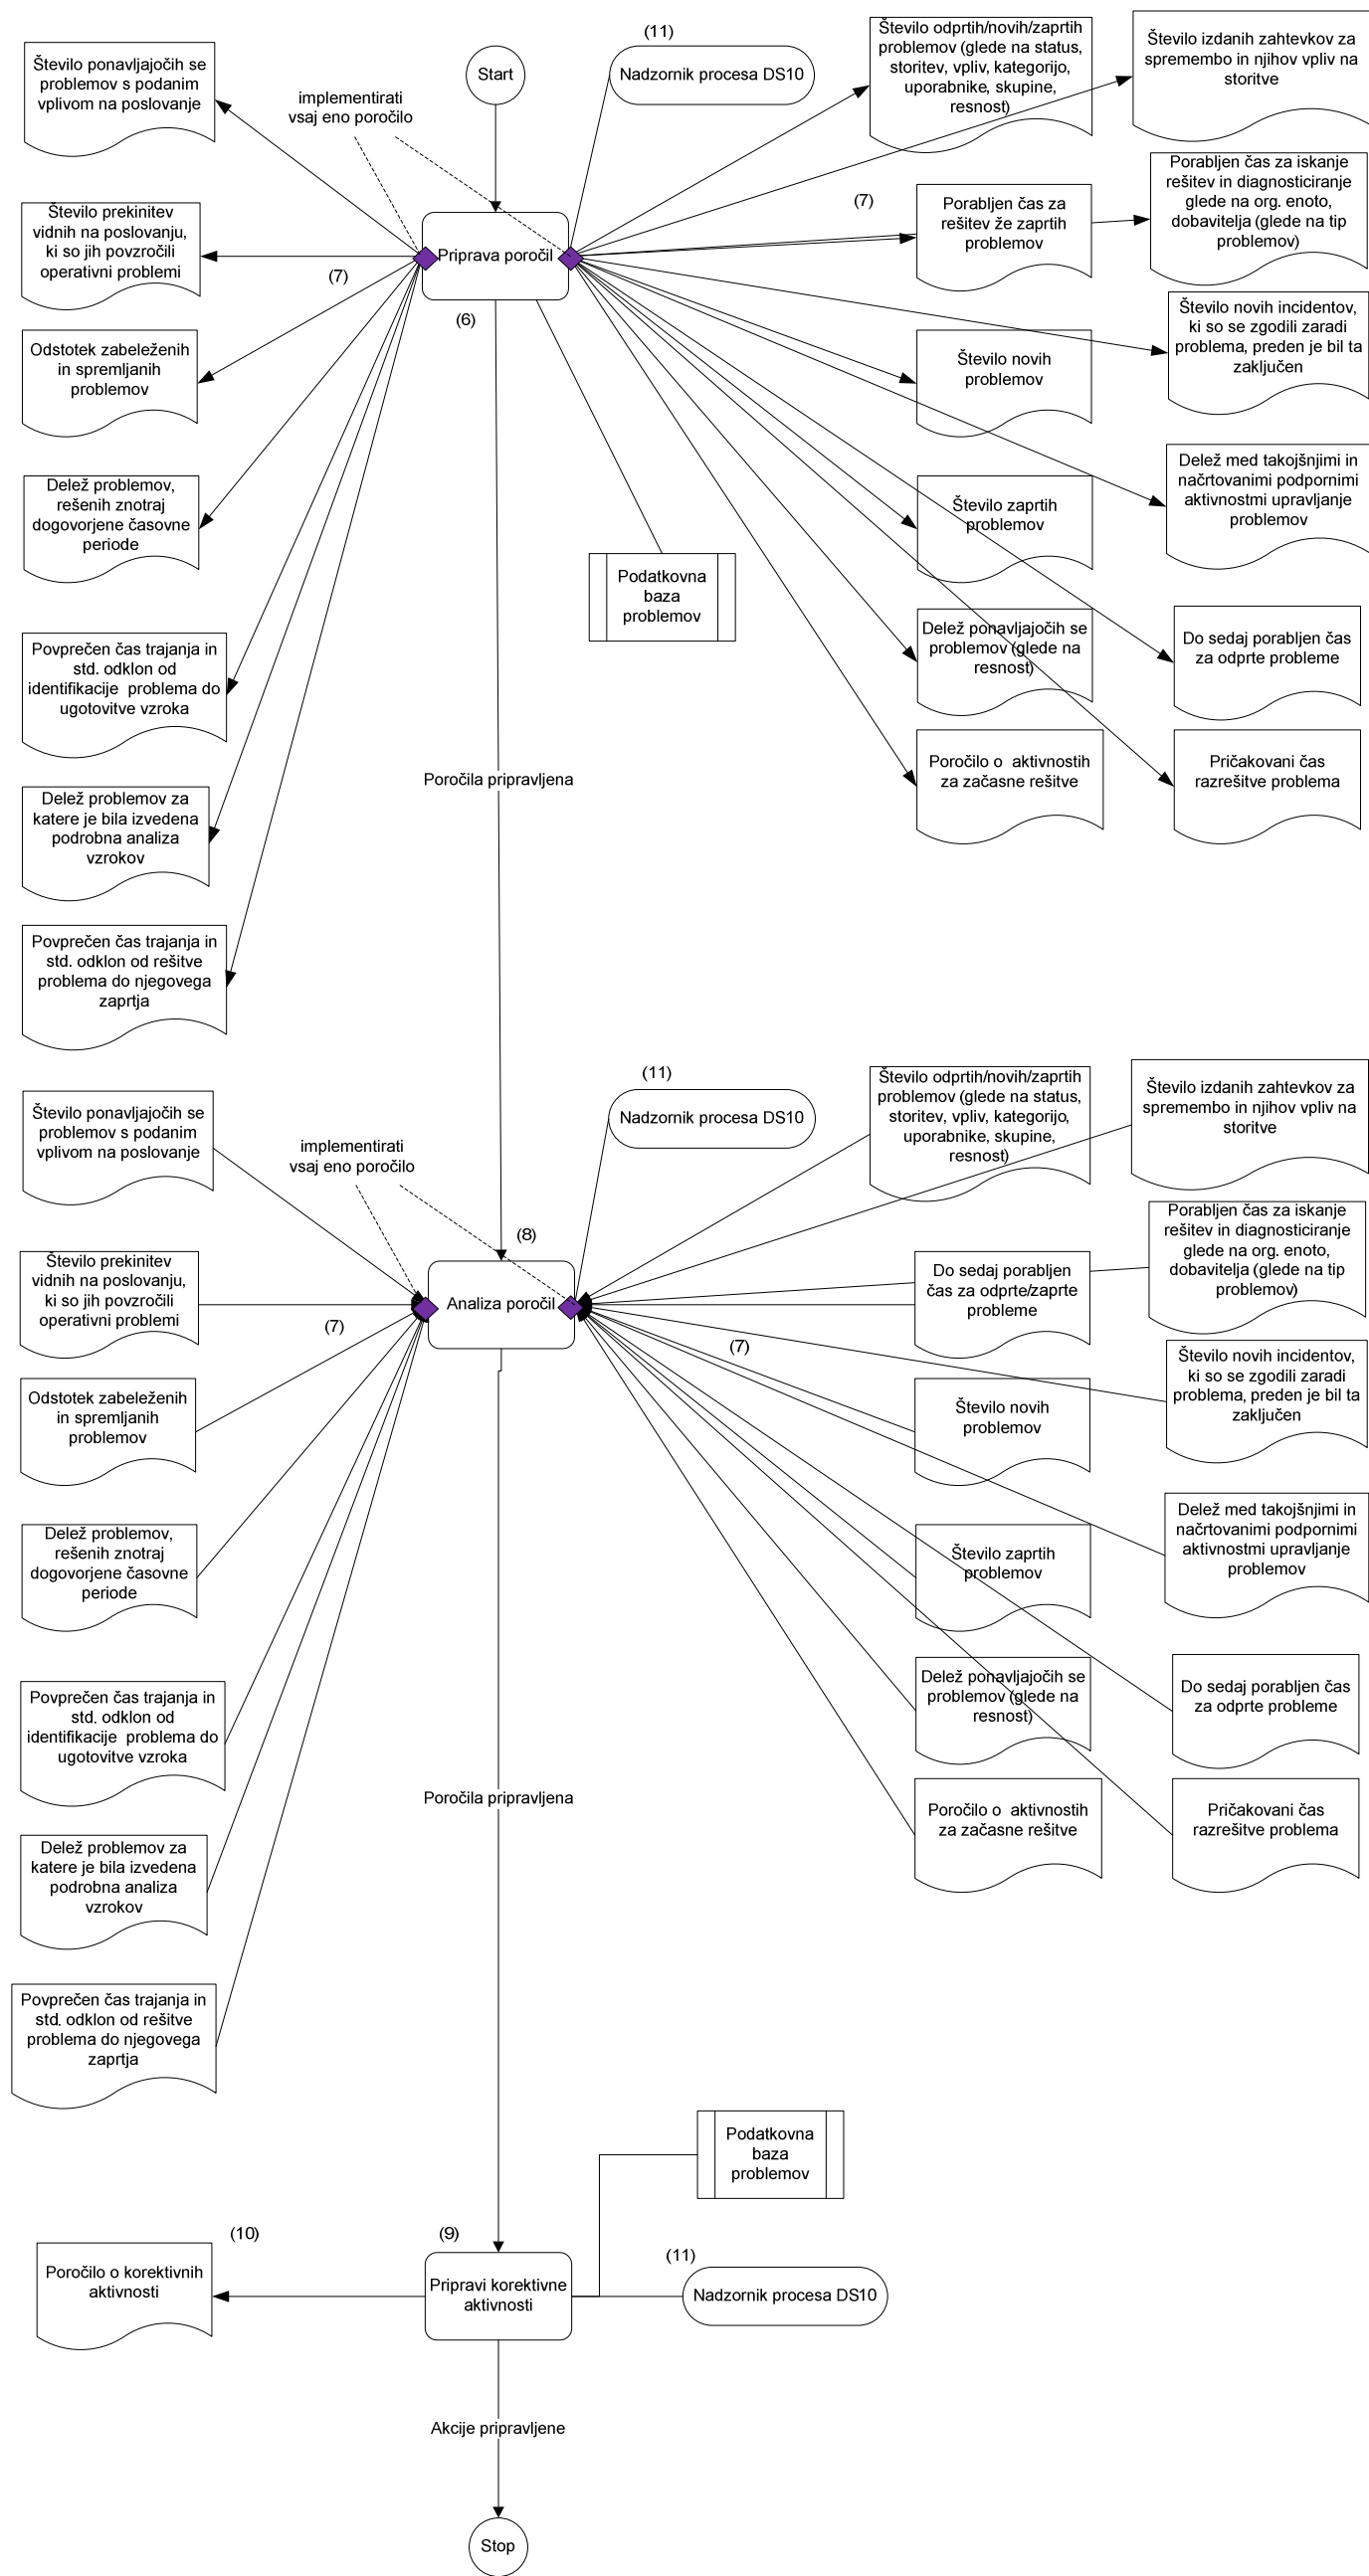 (11)
Start
Nadzornik procesa DS10
Število ponavljajočih se
problemov s podanim
vplivom na poslovanje
implementirati
vsaj eno poročilo
Število odprtih/novih/zaprtih
problemov (glede na status,
storitev, vpliv, kategorijo,
uporabnike, skupine,
resnost)
Število izdanih zahtevkov za
spremembo in njihov vpliv na
storitve
Število prekinitev
vidnih na poslovanju,
ki so jih povzročili
operativni problemi
(7)
Priprava poročil
(6)
(7)
Porabljen čas za
rešitev že zaprtih
problemov
Porabljen čas za iskanje
rešitev in diagnosticiranje
glede na org. enoto,
dobavitelja (glede na tip
problemov)
Odstotek zabeleženih
in spremljanih
problemov
Število novih
problemov
Število novih incidentov,
ki so se zgodili zaradi
problema, preden je bil ta
zaključen
Delež problemov,
rešenih znotraj
dogovorjene časovne
periode
Število zaprtih
problemov
Delež med takojšnjimi in
načrtovanimi podpornimi
aktivnostmi upravljanje
problemov
Podatkovna
baza
problemov
Povprečen čas trajanja in
std. odklon od
identifikacije problema do
ugotovitve vzroka
Delež ponavljajočih se
problemov (glede na
resnost)
Do sedaj porabljen čas
za odprte probleme
Poročila pripravljena
Poročilo o aktivnostih
za začasne rešitve
Pričakovani čas
razrešitve problema
Delež problemov za
katere je bila izvedena
podrobna analiza
vzrokov
Povprečen čas trajanja in
std. odklon od rešitve
problema do njegovega
zaprtja
(11)
Nadzornik procesa DS10
Število ponavljajočih se
problemov s podanim
vplivom na poslovanje
implementirati
vsaj eno poročilo
Število odprtih/novih/zaprtih
problemov (glede na status,
storitev, vpliv, kategorijo,
uporabnike, skupine,
resnost)
Število izdanih zahtevkov za
spremembo in njihov vpliv na
storitve
(8)
Število prekinitev
vidnih na poslovanju,
ki so jih povzročili
operativni problemi
(7)
Analiza poročil
(7)
Do sedaj porabljen
čas za odprte/zaprte
probleme
Porabljen čas za iskanje
rešitev in diagnosticiranje
glede na org. enoto,
dobavitelja (glede na tip
problemov)
Odstotek zabeleženih
in spremljanih
problemov
Število novih
problemov
Število novih incidentov,
ki so se zgodili zaradi
problema, preden je bil ta
zaključen
Delež problemov,
rešenih znotraj
dogovorjene časovne
periode
Število zaprtih
problemov
Delež med takojšnjimi in
načrtovanimi podpornimi
aktivnostmi upravljanje
problemov
Povprečen čas trajanja in
std. odklon od
identifikacije problema do
ugotovitve vzroka
Delež ponavljajočih se
problemov (glede na
resnost)
Do sedaj porabljen čas
za odprte probleme
Poročila pripravljena
Poročilo o aktivnostih
za začasne rešitve
Pričakovani čas
razrešitve problema
Delež problemov za
katere je bila izvedena
podrobna analiza
vzrokov
Povprečen čas trajanja in
std. odklon od rešitve
problema do njegovega
zaprtja
Podatkovna
baza
problemov
(10)
(9)
(11)
Poročilo o korektivnih
aktivnosti
Pripravi korektivne
aktivnosti
Nadzornik procesa DS10
Akcije pripravljene
Stop